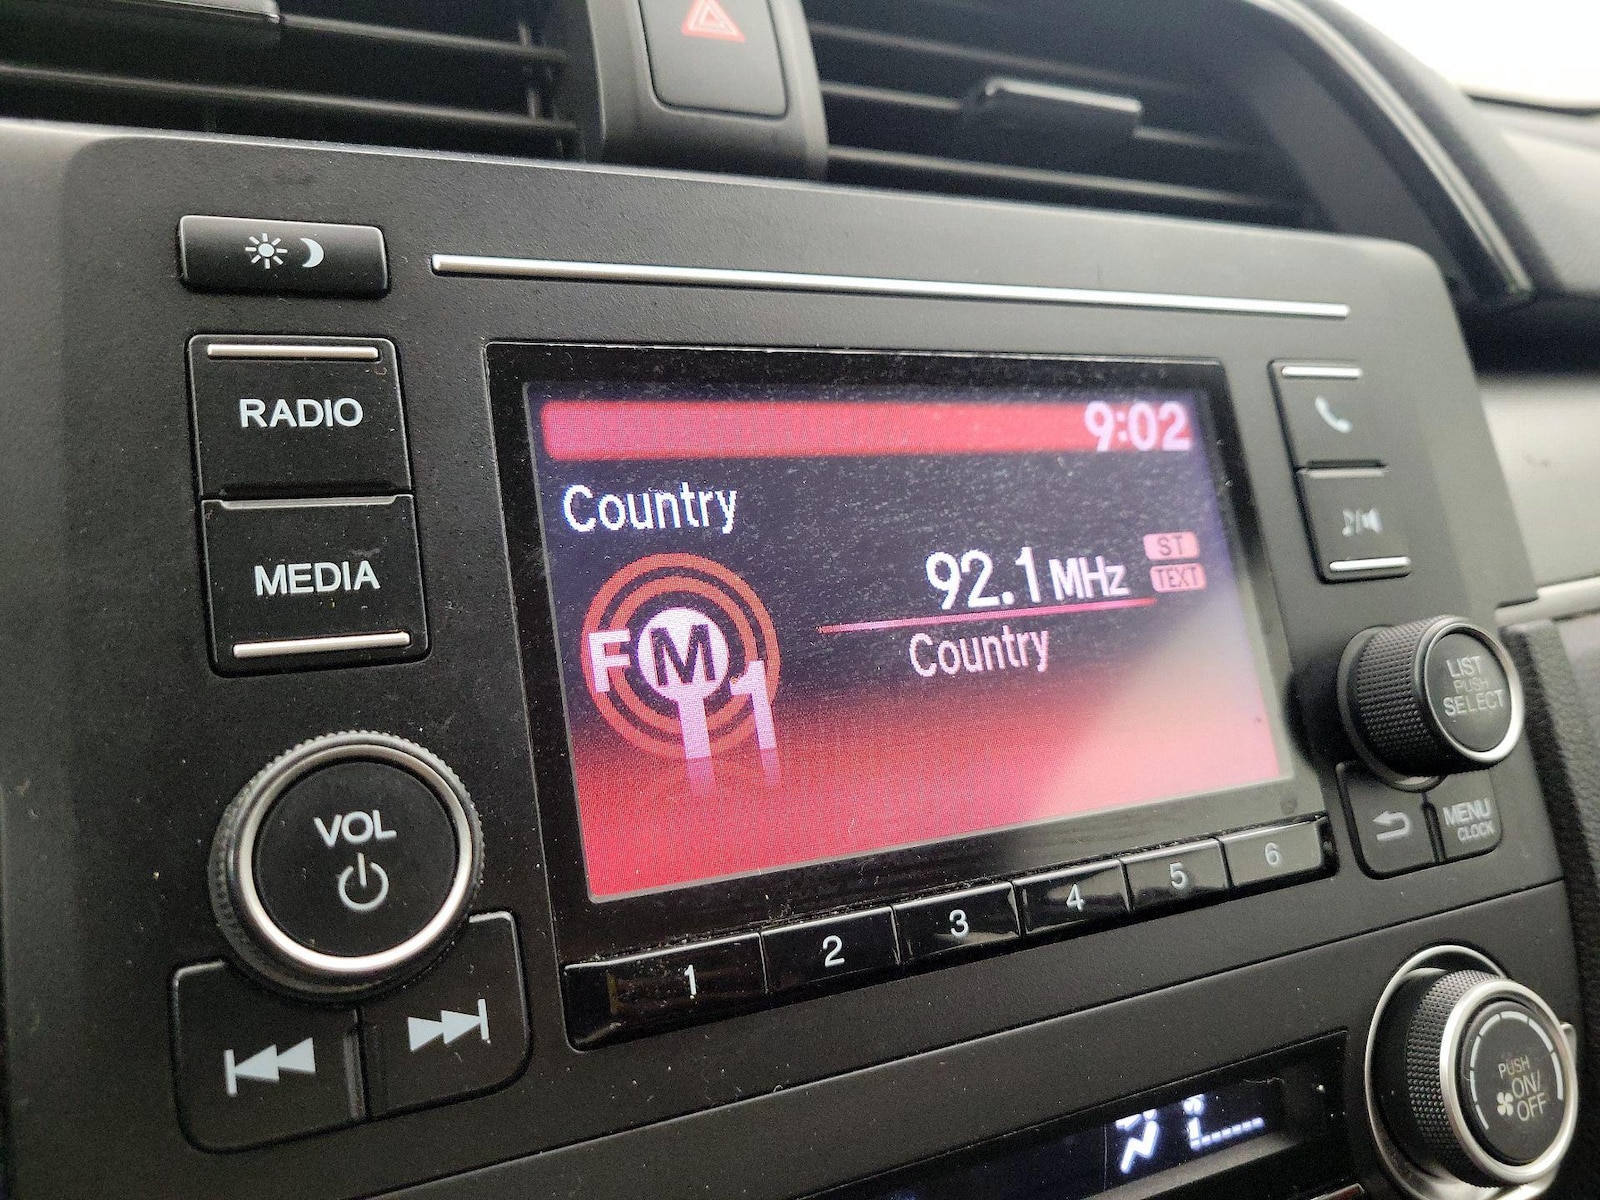 RADIO
MEDIA
VOL
9:02
Country
FM
1
92.1 MHz
ST
TEXT
Country
1
2
3
4
5
6
LIST
PUSH
SELECT
MENU
CLOCK
PUSH
ON/
OFF